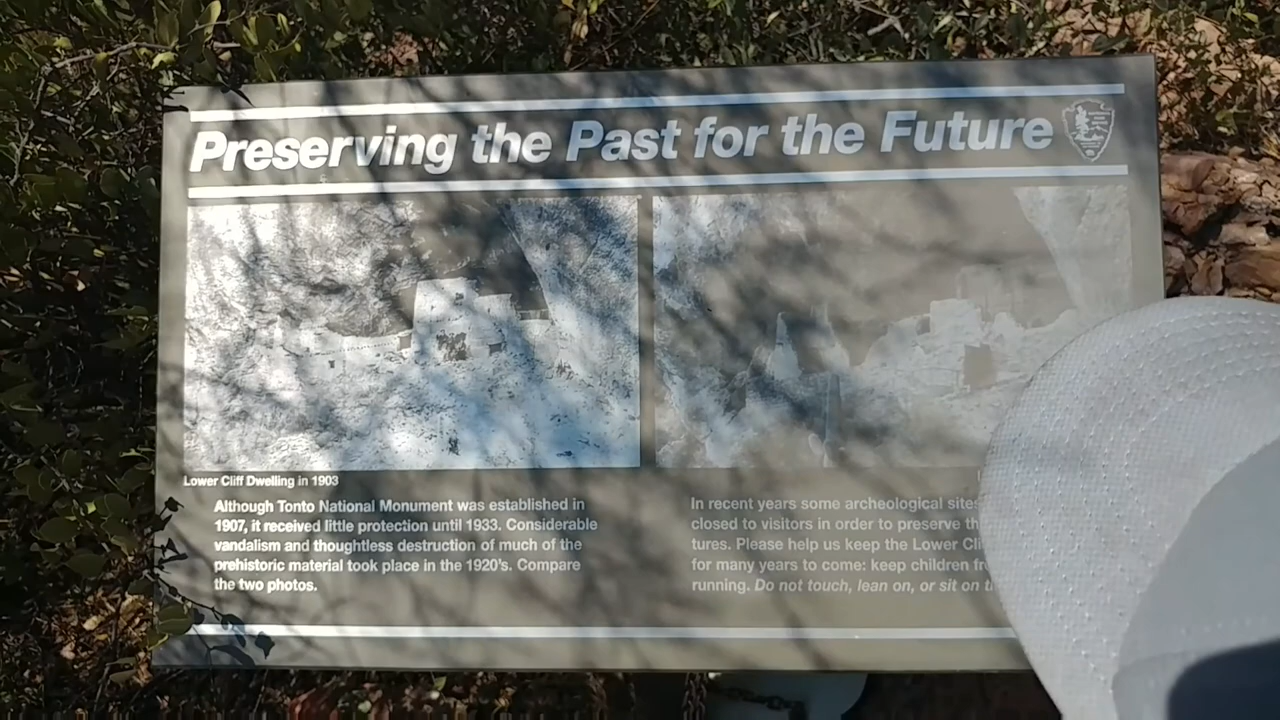 Preserving the Past for the Future
Lower Cliff Dwelling in 1903
Although Tonto National Monument was established in
1907, it received little protection until 1933. Considerable
vandalism and thoughtless destruction of much of the
prehistoric material took place in the 1920's. Compare
the two photos.
In recent years some archeological sites
closed to visitors in order to preserve
tures. Please help us keep the Lower
for many years to come: keep children
running. Do not touch, lean on, or sit on